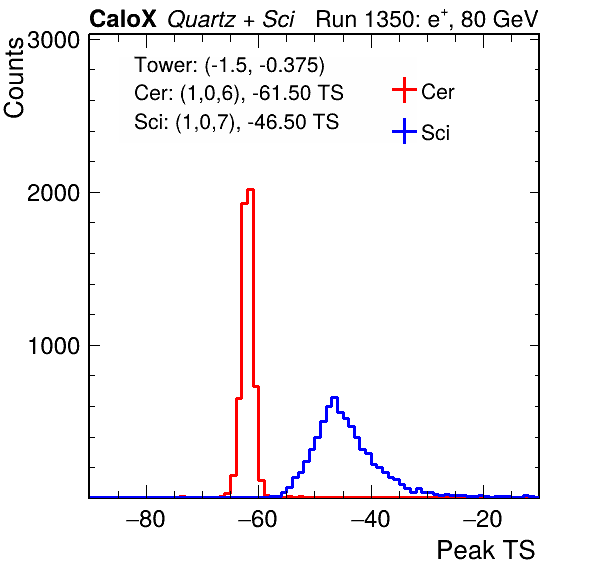 CaloX Quartz + Sci Run 1350: e+, 80 GeV
Counts
3000
2000
1000
Tower: (-1.5, -0.375)
Cer: (1,0,6), -61.50 TS
Sci: (1,0,7), -46.50 TS
Cer
Sci
−80 −60 −40 −20
Peak TS